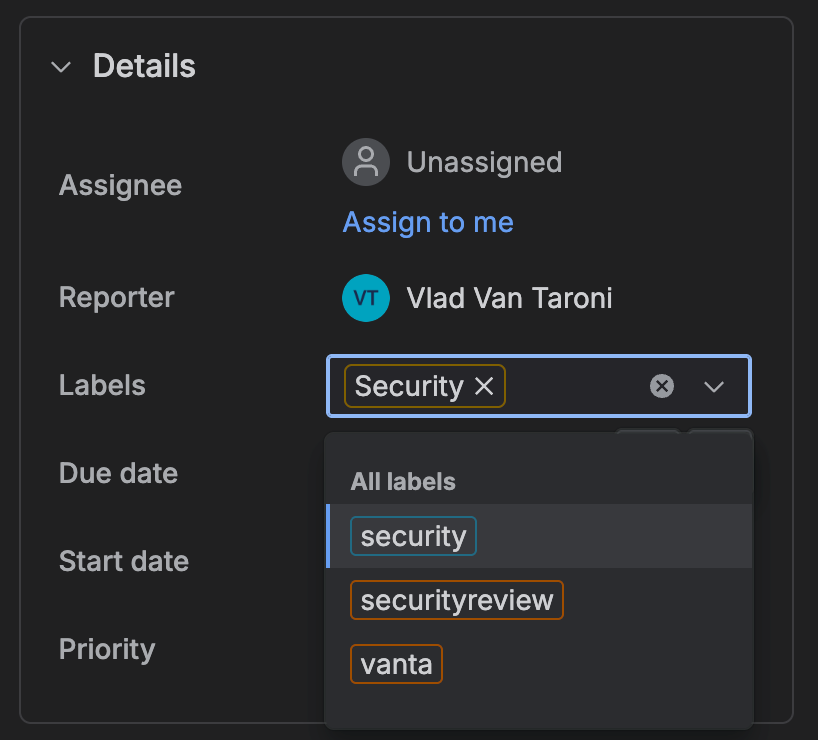 Details
Assignee
Unassigned
Assign to me
Reporter
VT Vlad Van Taroni
Labels
Security
All labels
security
securityreview
vanta
Due date
Start date
Priority